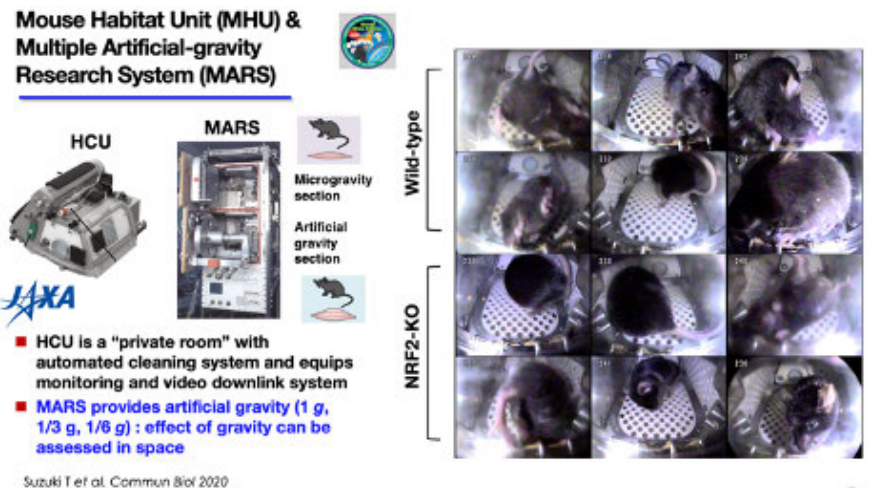 Mouse Habitat Unit (MHU) &
Multiple Artificial-gravity
Research System (MARS)
HCU
MARS
Microgravity
section
Artificial
gravity
section
JAXA
HCU is a “private room” with
automated cleaning system and equips
monitoring and video downlink system
MARS provides artificial gravity (1 g,
1/3 g, 1/6 g) : effect of gravity can be
assessed in space
Suzuki T et al. Commun Biol 2020
Wild-type
NRF2-KO